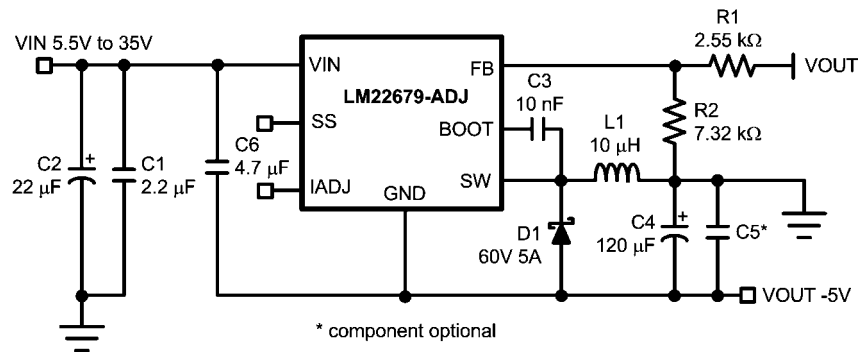 VIN 5.5V to 35V
VIN
LM22679-ADJ
FB
R1
2.55 kΩ
VOUT
C3
10 nF
SS
BOOT
L1
10 μH
R2
7.32 kΩ
C2
22 μF
+
C1
2.2 μF
C6
4.7 μF
IADJ
GND
SW
D1
60V 5A
C4
120 μF
+
C5*
VOUT -5V
* component optional